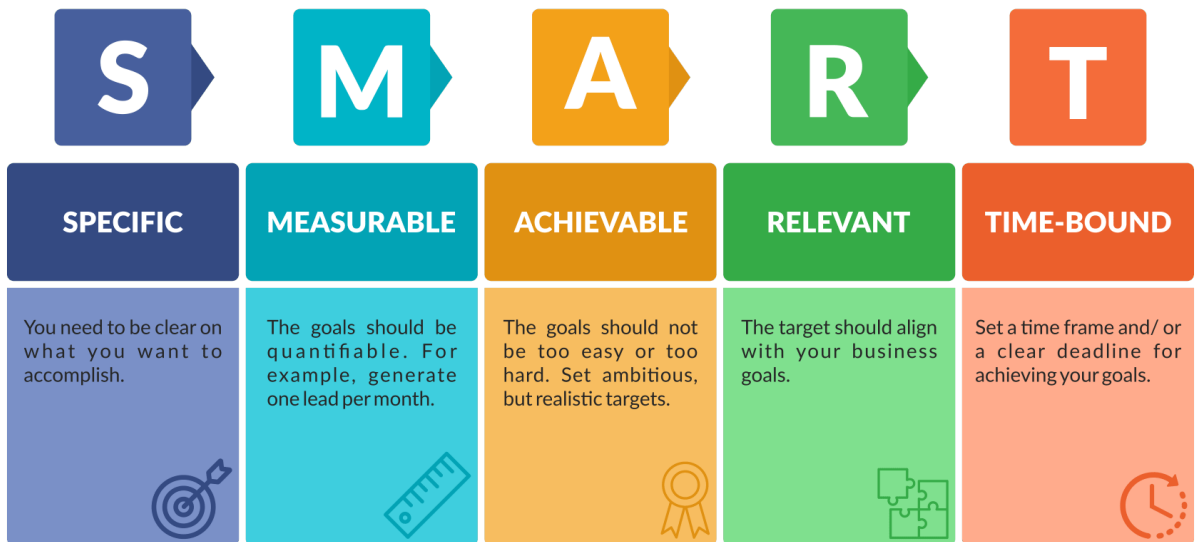 S
M
A
R
T
SPECIFIC
MEASURABLE
ACHIEVABLE
RELEVANT
TIME-BOUND
You need to be clear on
what you want to
accomplish.
The goals should be
quantifiable. For
example, generate
one lead per month.
The goals should not
be too easy or too
hard. Set ambitious,
but realistic targets.
The target should align
with your business
goals.
Set a time frame and/ or
a clear deadline for
achieving your goals.